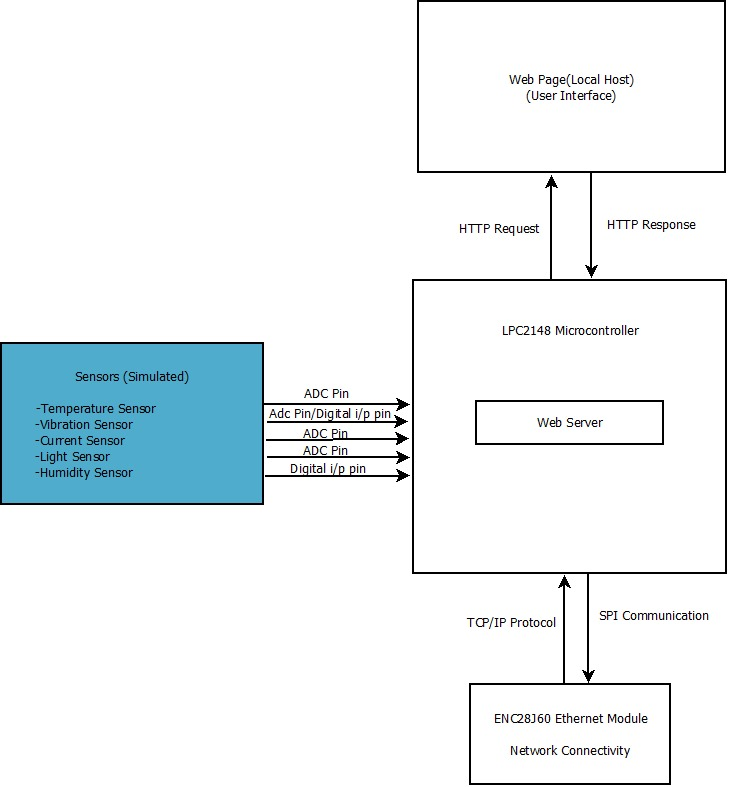 Web Page(Local Host)
(User Interface)
HTTP Request
HTTP Response
LPC2148 Microcontroller
Web Server
Sensors (Simulated)
-Temperature Sensor
-Vibration Sensor
-Current Sensor
-Light Sensor
-Humidity Sensor
ADC Pin
Adc Pin/Digital i/p pin
ADC Pin
ADC Pin
Digital i/p pin
TCP/IP Protocol
SPI Communication
ENC28J60 Ethernet Module
Network Connectivity